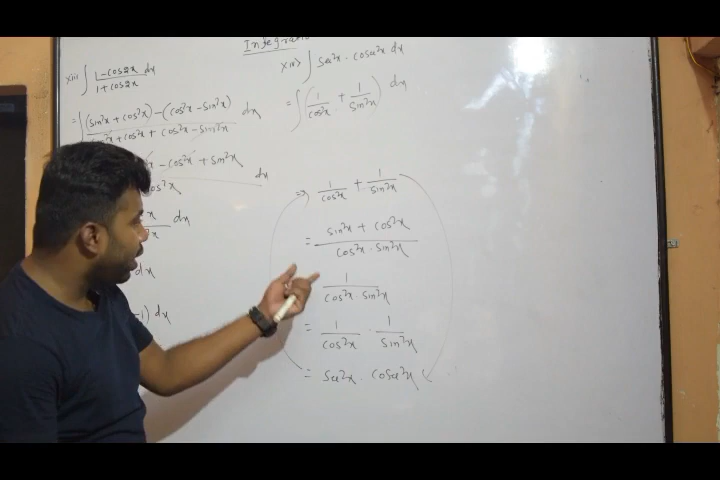 Integrati
xiii) ∫ 1-cos2x / 1+cos2x dx
= ∫ (sin²x + cos²x) - (cos²x - sin²x) / sin²x + cos²x + cos²x - sin²x dx
- cos²x + sin²x dx
cos²x
x / x dx
dx
-1) dx
xiv) ∫ sec²x · cosec²x dx
= ∫ (1/cos²x + 1/sin²x) dx
=> 1/cos²x + 1/sin²x
= sin²x + cos²x / cos²x · sin²x
1 / cos²x · sin²x
= 1/cos²x · 1/sin²x
= sec²x · cosec²x